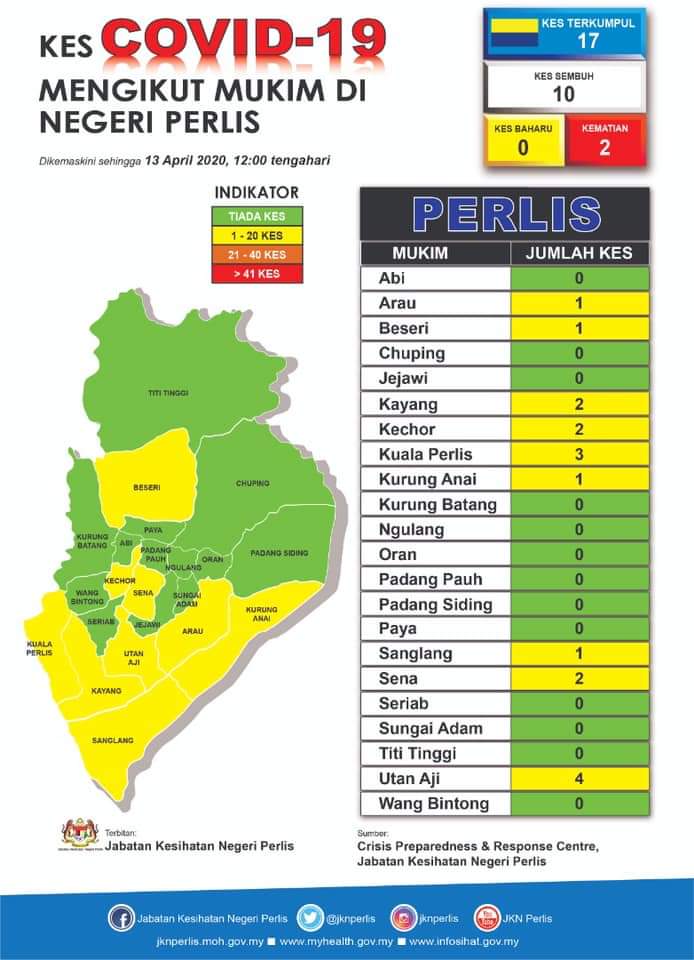 KES COVID-19
MENGIKUT MUKIM DI
NEGERI PERLIS
Dikemaskini sehingga 13 April 2020, 12:00 tengahari
KES TERKUMPUL
17
KES SEMBUH
10
KES BAHARU
0
KEMATIAN
2
INDIKATOR
TIADA KES
1 - 20 KES
21 - 40 KES
> 41 KES
TITI TINGGI
BESERI
CHUPING
KURUNG
BATANG
PAYA
ABI
PADANG
PAUH
NGULANG
ORAN
PADANG SIDING
KECHOR
SENA
WANG
BINTONG
SUNGAI
ADAM
KURUNG
ANAI
SERIAB
JEJAWI
ARAU
KUALA
PERLIS
UTAN
AJI
KAYANG
SANGLANG
PERLIS
MUKIM JUMLAH KES
Abi 0
Arau 1
Beseri 1
Chuping 0
Jejawi 0
Kayang 2
Kechor 2
Kuala Perlis 3
Kurung Anai 1
Kurung Batang 0
Ngulang 0
Oran 0
Padang Pauh 0
Padang Siding 0
Paya 0
Sanglang 1
Sena 2
Seriab 0
Sungai Adam 0
Titi Tinggi 0
Utan Aji 4
Wang Bintong 0
Terbitan:
Jabatan Kesihatan Negeri Perlis
Sumber:
Crisis Preparedness & Response Centre,
Jabatan Kesihatan Negeri Perlis
Jabatan Kesihatan Negeri Perlis @jknperlis jknperlis JKN Perlis
jknperlis.moh.gov.my ■ www.myhealth.gov.my ■ www.infosihat.gov.my